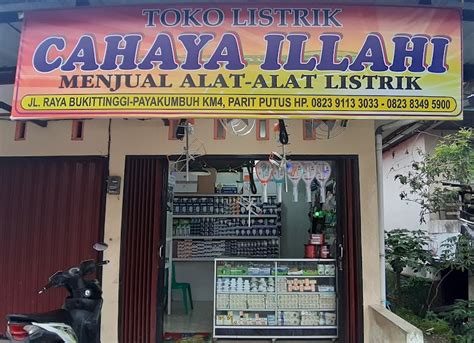 TOKO LISTRIK
CAHAYA ILLAHI
MENJUAL ALAT-ALAT LISTRIK
JL. RAYA BUKITTINGGI-PAYAKUMBUH KM4, PARIT PUTUS HP. 0823 9113 3033 - 0823 8349 5900